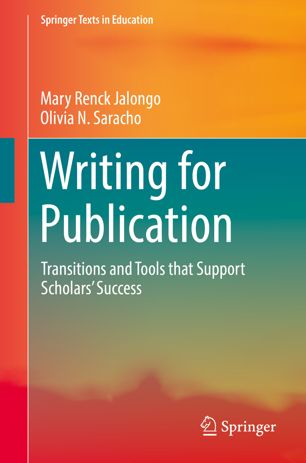 Springer Texts in Education
Mary Renck Jalongo
Olivia N. Saracho
Writing for
Publication
Transitions and Tools that Support
Scholars’ Success
Springer